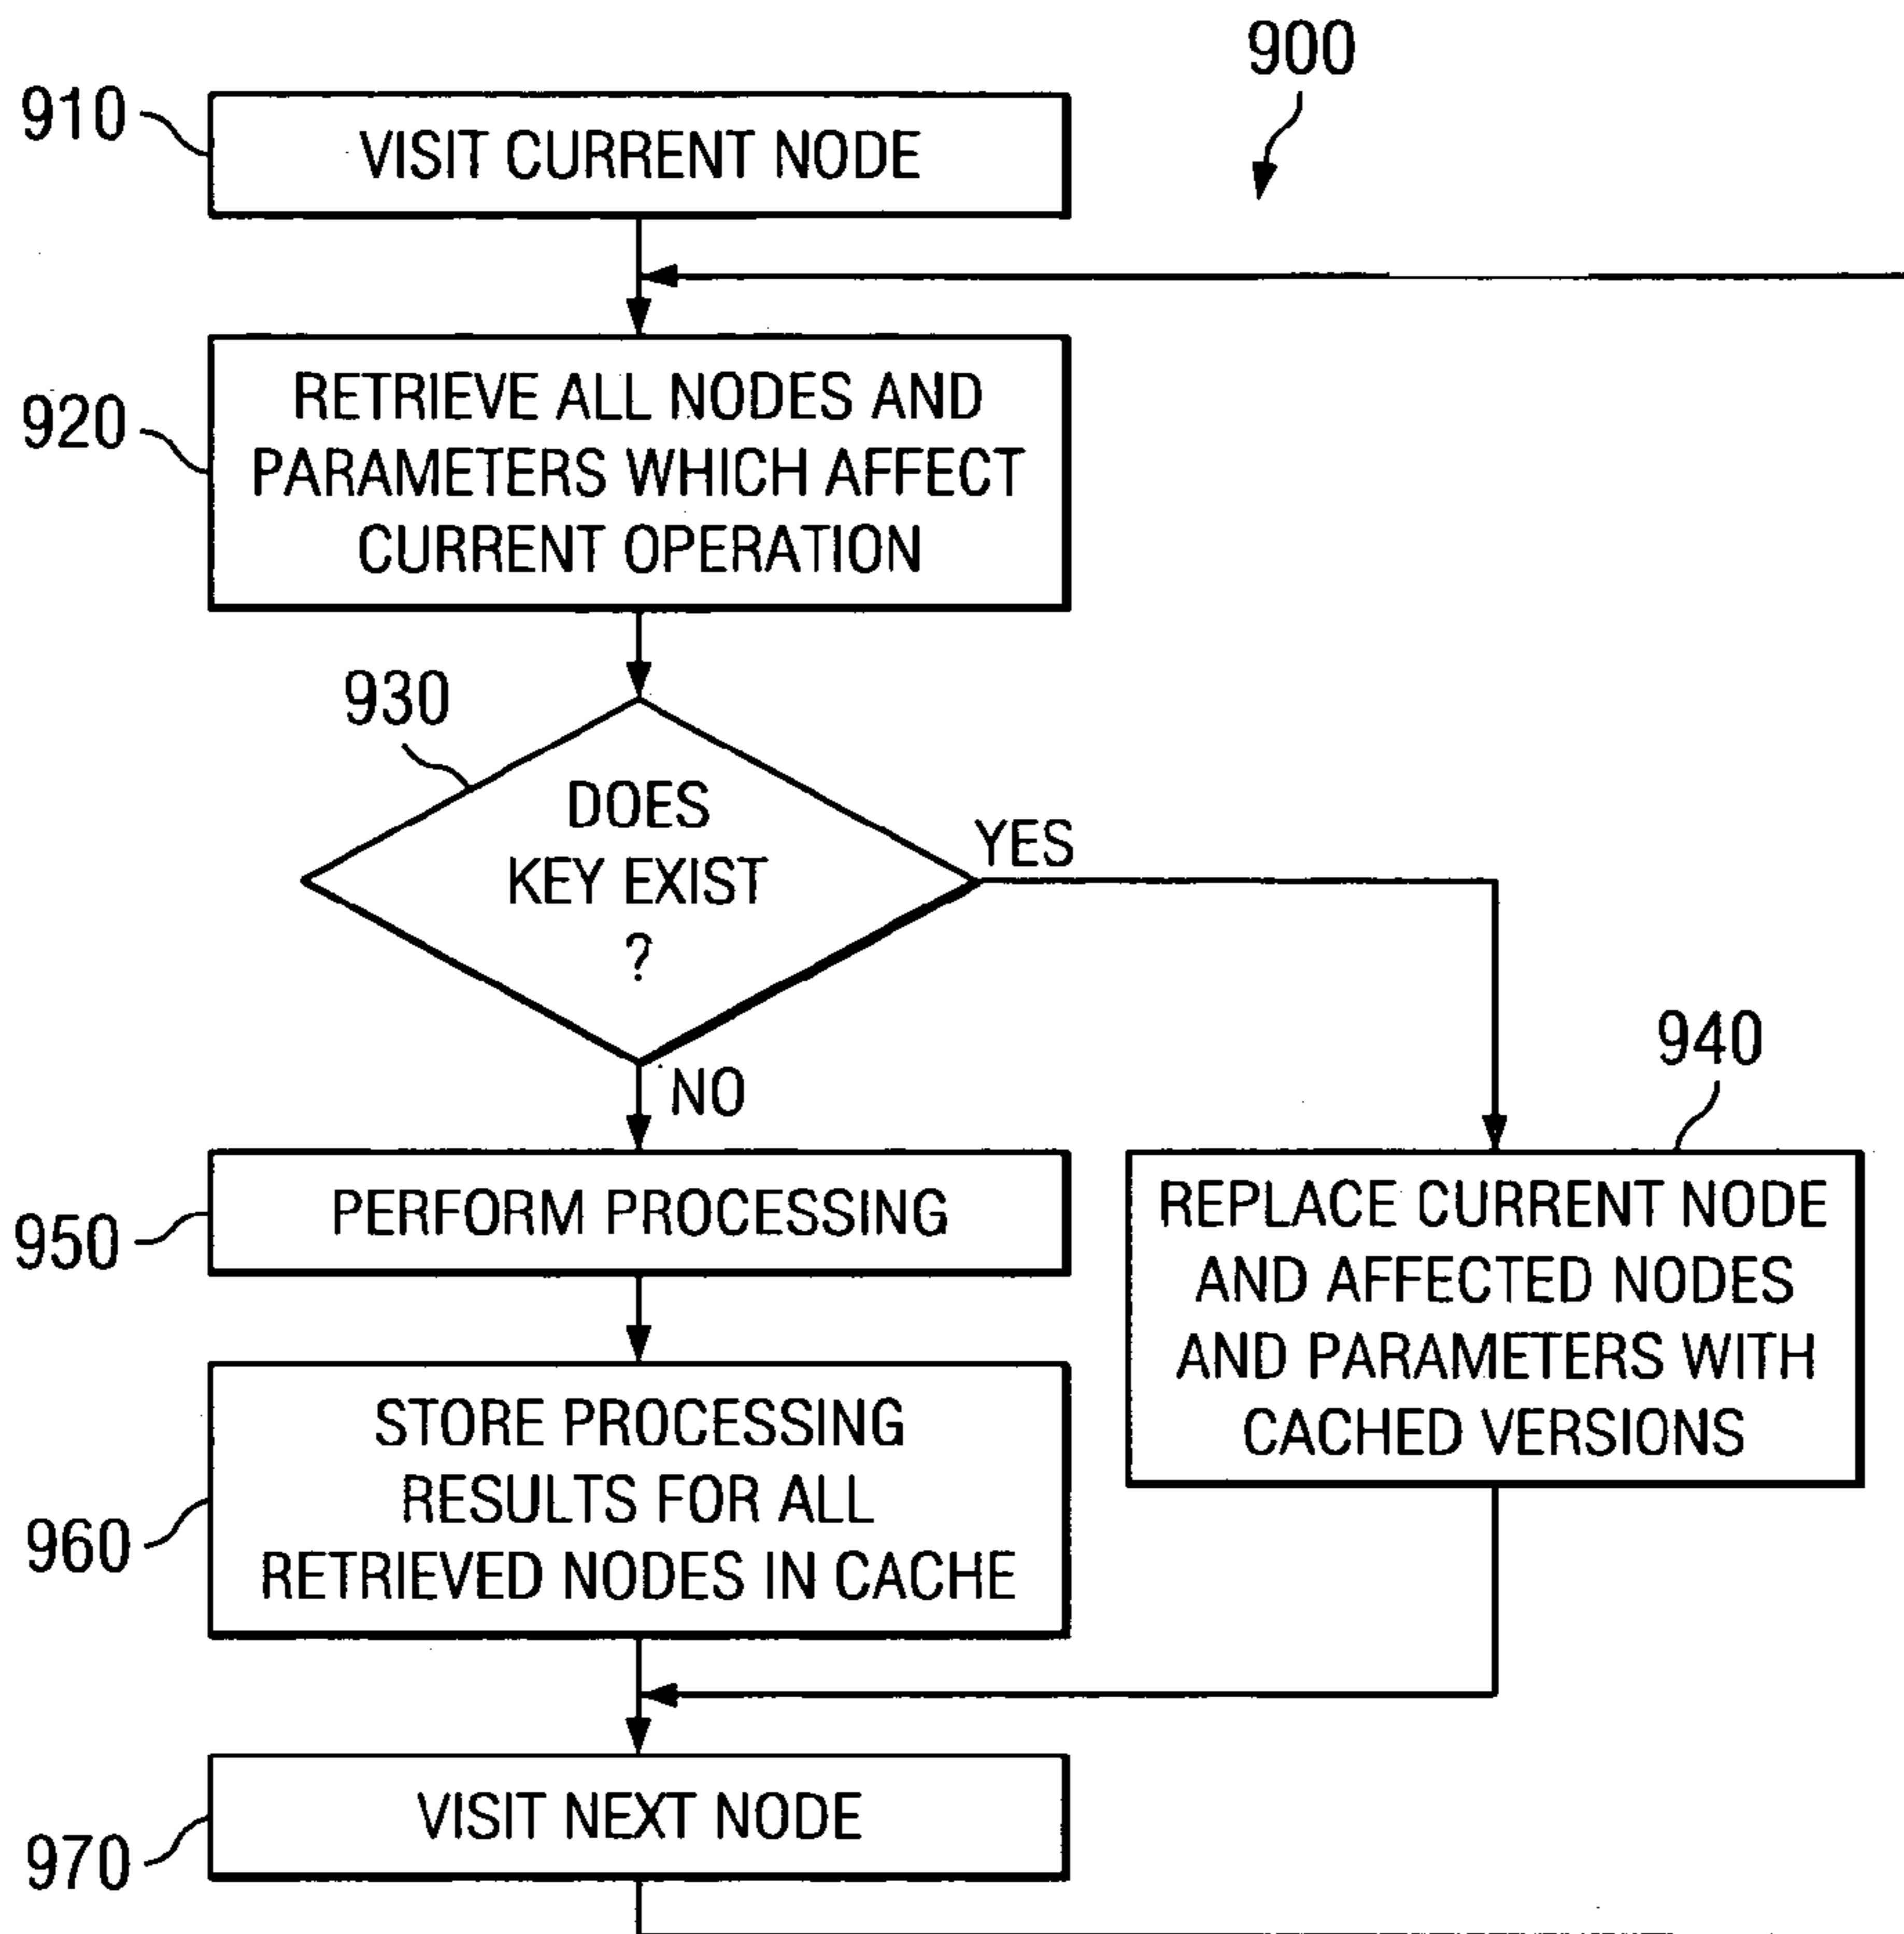 900
910
VISIT CURRENT NODE
920
RETRIEVE ALL NODES AND
PARAMETERS WHICH AFFECT
CURRENT OPERATION
930
DOES
KEY EXIST
?
YES
NO
940
REPLACE CURRENT NODE
AND AFFECTED NODES
AND PARAMETERS WITH
CACHED VERSIONS
950
PERFORM PROCESSING
960
STORE PROCESSING
RESULTS FOR ALL
RETRIEVED NODES IN CACHE
970
VISIT NEXT NODE